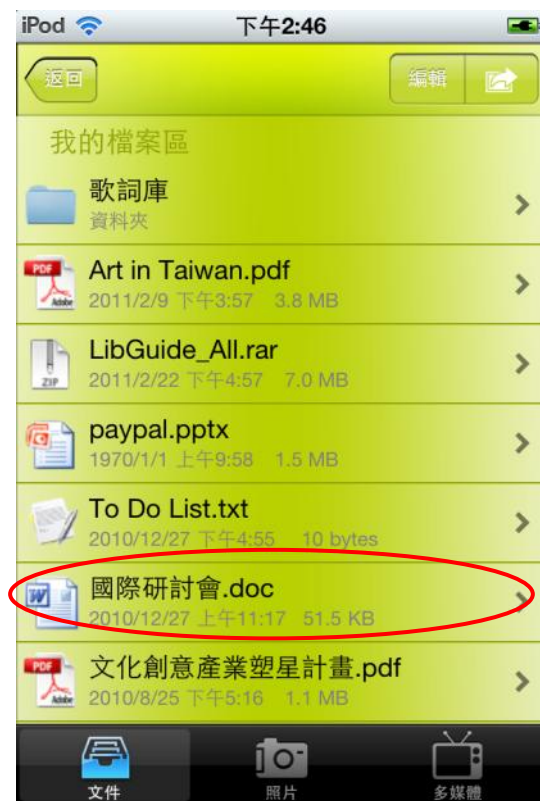 iPod 下午2:46
返回 編輯
我的檔案區
歌詞庫
資料夾
PDF Adobe
Art in Taiwan.pdf
2011/2/9 下午3:57 3.8 MB
ZIP
LibGuide_All.rar
2011/2/22 下午4:57 7.0 MB
paypal.pptx
1970/1/1 上午9:58 1.5 MB
To Do List.txt
2010/12/27 下午4:55 10 bytes
W
國際研討會.doc
2010/12/27 上午11:17 51.5 KB
PDF Adobe
文化創意產業塑星計畫.pdf
2010/8/25 下午5:16 1.1 MB
文件 照片 多媒體